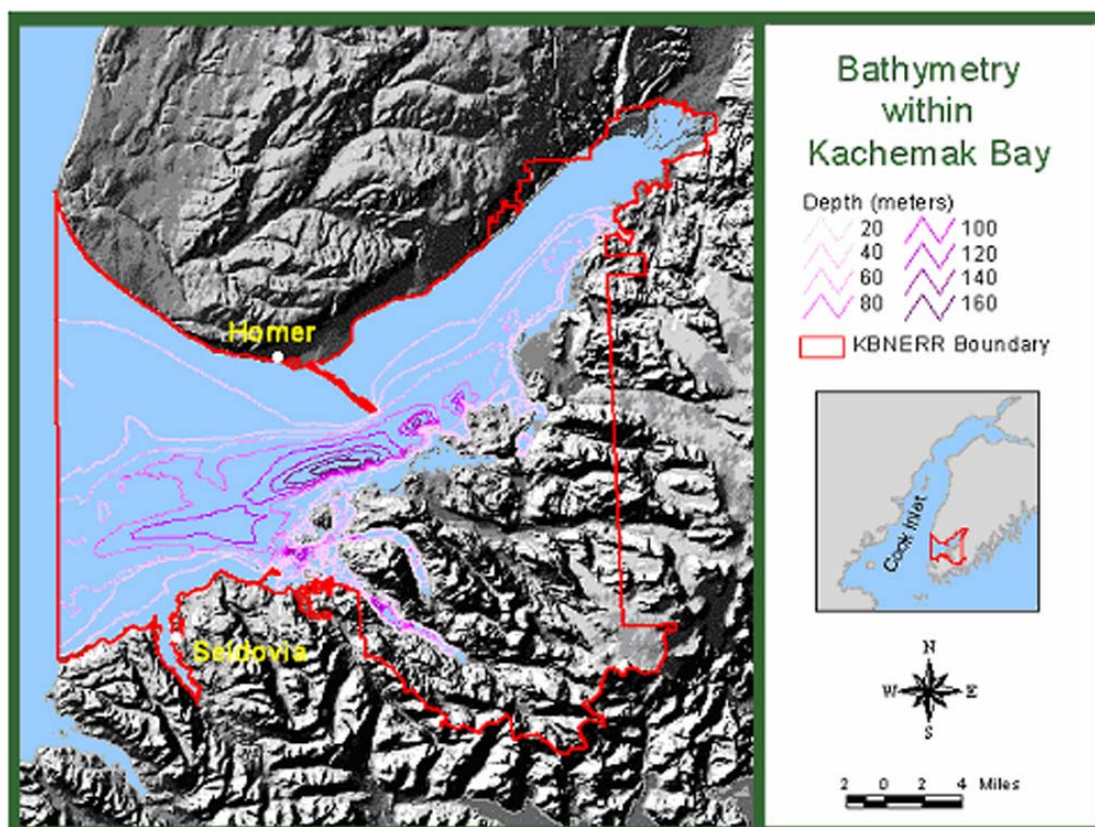 Bathymetry
within
Kachemak Bay
Depth (meters)
20 100
40 120
60 140
80 160
KBNERR Boundary
Homer
Seldovia
Cook Inlet
N
W E
S
2 0 2 4 Miles